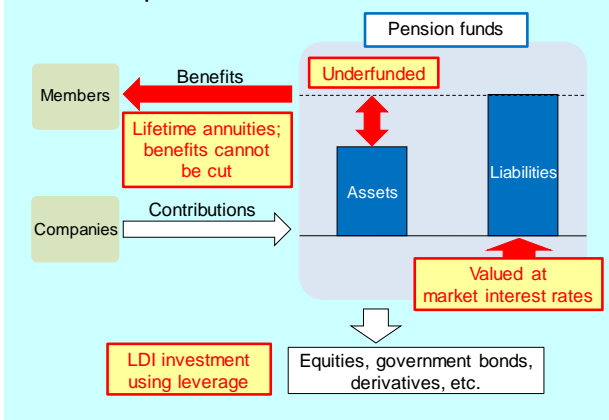 Pension funds
Underfunded
Benefits
Members
Lifetime annuities;
benefits cannot
be cut
Assets
Liabilities
Contributions
Companies
Valued at
market interest rates
LDI investment
using leverage
Equities, government bonds,
derivatives, etc.